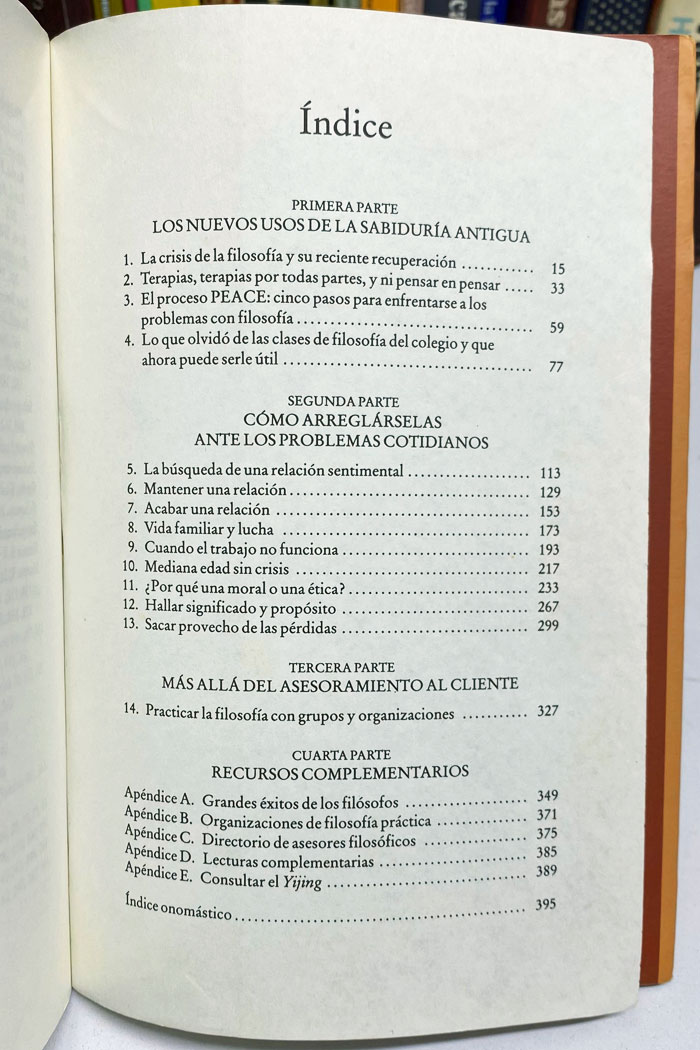 Índice
PRIMERA PARTE
LOS NUEVOS USOS DE LA SABIDURÍA ANTIGUA
1. La crisis de la filosofía y su reciente recuperación ............ 15
2. Terapias, terapias por todas partes, y ni pensar en pensar ..... 33
3. El proceso PEACE: cinco pasos para enfrentarse a los
problemas con filosofía .................................... 59
4. Lo que olvidó de las clases de filosofía del colegio y que
ahora puede serle útil ...................................... 77
SEGUNDA PARTE
CÓMO ARREGLÁRSELAS
ANTE LOS PROBLEMAS COTIDIANOS
5. La búsqueda de una relación sentimental ................... 113
6. Mantener una relación ..................................... 129
7. Acabar una relación ....................................... 153
8. Vida familiar y lucha ...................................... 173
9. Cuando el trabajo no funciona ............................. 193
10. Mediana edad sin crisis ................................... 217
11. ¿Por qué una moral o una ética? ............................ 233
12. Hallar significado y propósito ............................. 267
13. Sacar provecho de las pérdidas ............................. 299
TERCERA PARTE
MÁS ALLÁ DEL ASESORAMIENTO AL CLIENTE
14. Practicar la filosofía con grupos y organizaciones ........... 327
CUARTA PARTE
RECURSOS COMPLEMENTARIOS
Apéndice A. Grandes éxitos de los filósofos ................... 349
Apéndice B. Organizaciones de filosofía práctica .............. 371
Apéndice C. Directorio de asesores filosóficos ................ 375
Apéndice D. Lecturas complementarias ....................... 385
Apéndice E. Consultar el Yijing .............................. 389
Índice onomástico .......................................... 395